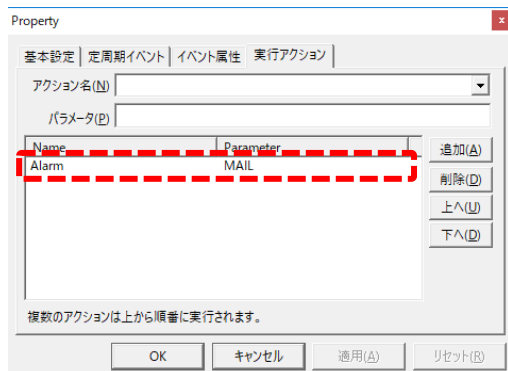 Property
x
基本設定 定周期イベント イベント属性 実行アクション
アクション名(N)
パラメータ(P)
Name Parameter
Alarm MAIL
追加(A)
削除(D)
上へ(U)
下へ(D)
複数のアクションは上から順番に実行されます。
OK キャンセル 適用(A) リセット(R)